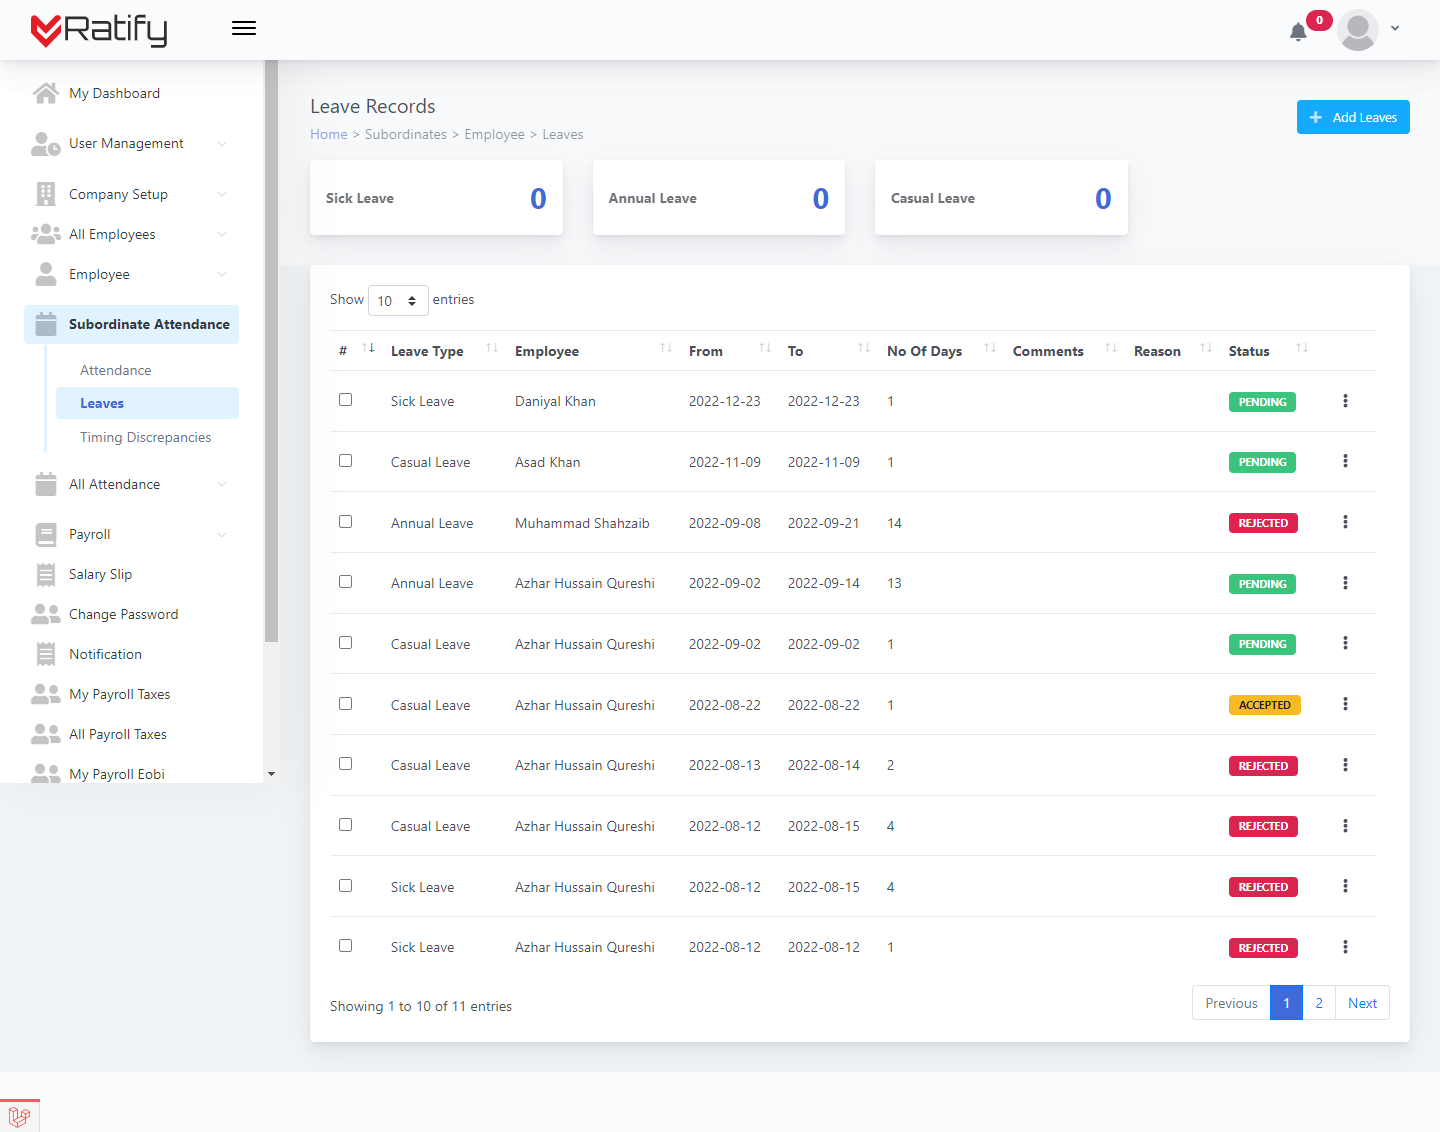 Ratify
0
My Dashboard
User Management
Company Setup
All Employees
Employee
Subordinate Attendance
Attendance
Leaves
Timing Discrepancies
All Attendance
Payroll
Salary Slip
Change Password
Notification
My Payroll Taxes
All Payroll Taxes
My Payroll Eobi
Leave Records
Home > Subordinates > Employee > Leaves
Add Leaves
Sick Leave 0
Annual Leave 0
Casual Leave 0
Show 10 entries
# Leave Type Employee From To No Of Days Comments Reason Status
Sick Leave Daniyal Khan 2022-12-23 2022-12-23 1 PENDING
Casual Leave Asad Khan 2022-11-09 2022-11-09 1 PENDING
Annual Leave Muhammad Shahzaib 2022-09-08 2022-09-21 14 REJECTED
Annual Leave Azhar Hussain Qureshi 2022-09-02 2022-09-14 13 PENDING
Casual Leave Azhar Hussain Qureshi 2022-09-02 2022-09-02 1 PENDING
Casual Leave Azhar Hussain Qureshi 2022-08-22 2022-08-22 1 ACCEPTED
Casual Leave Azhar Hussain Qureshi 2022-08-13 2022-08-14 2 REJECTED
Casual Leave Azhar Hussain Qureshi 2022-08-12 2022-08-15 4 REJECTED
Sick Leave Azhar Hussain Qureshi 2022-08-12 2022-08-15 4 REJECTED
Sick Leave Azhar Hussain Qureshi 2022-08-12 2022-08-12 1 REJECTED
Showing 1 to 10 of 11 entries
Previous 1 2 Next